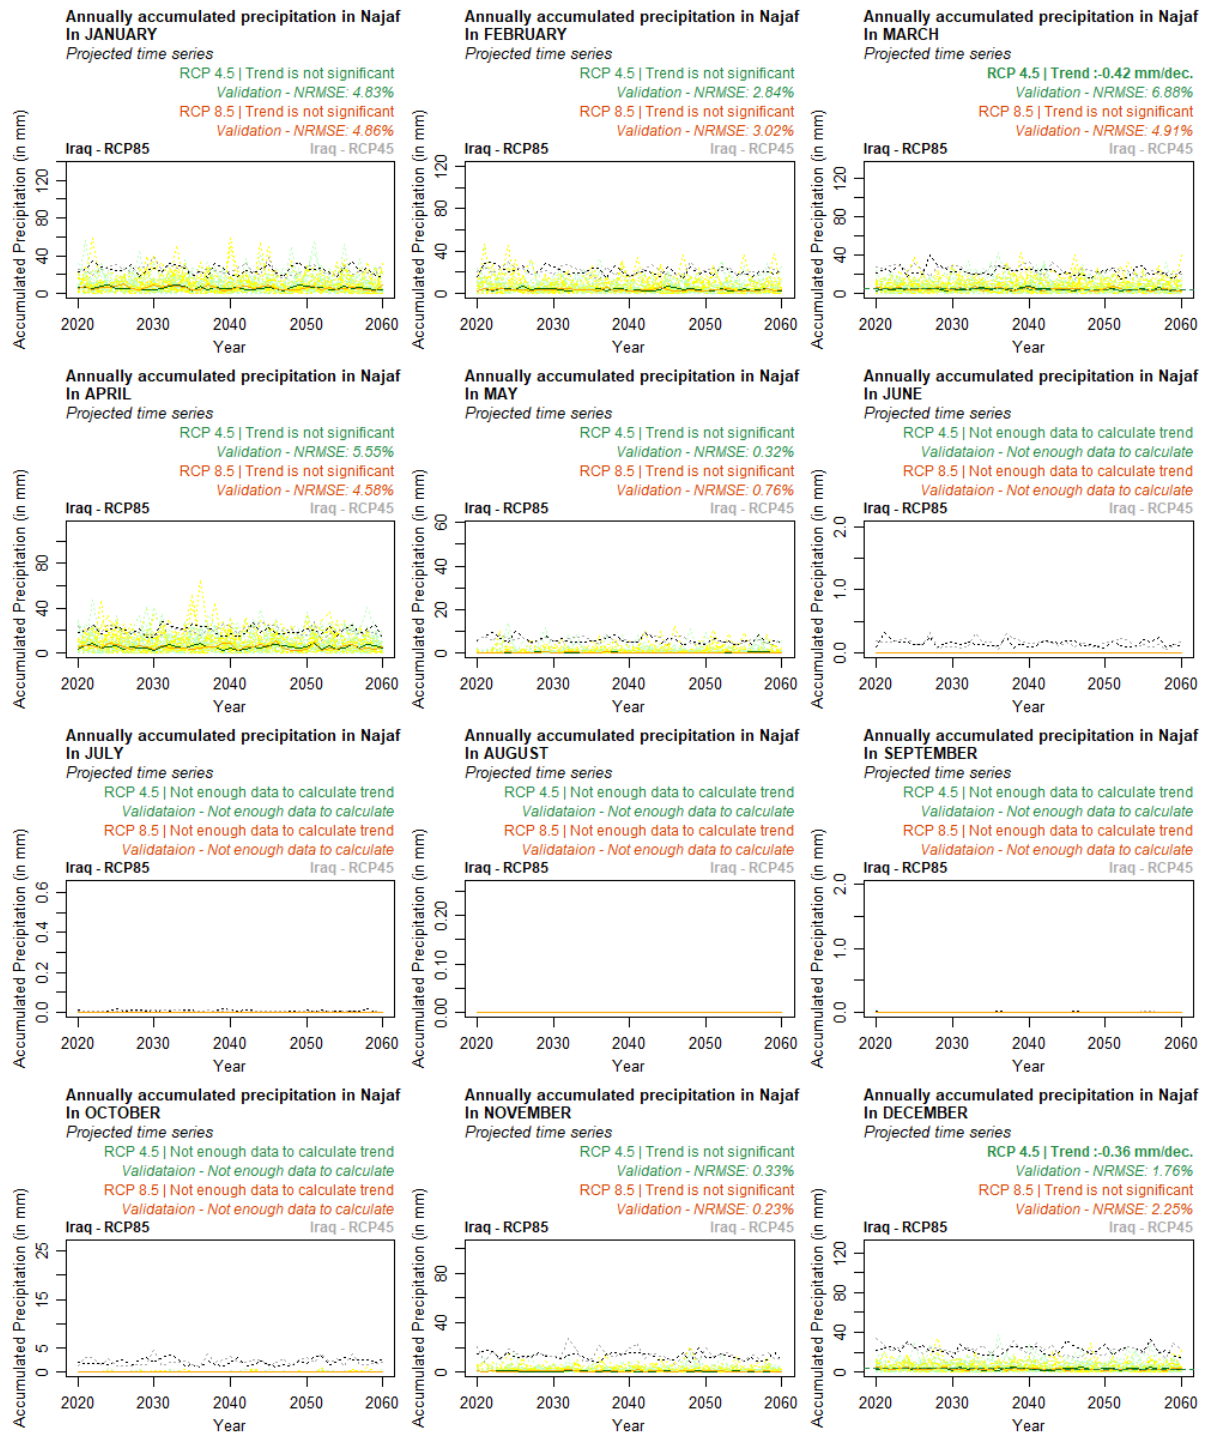 Annually accumulated precipitation in Najaf
In JANUARY
Projected time series
RCP 4.5 | Trend is not significant
Validation - NRMSE: 4.83%
RCP 8.5 | Trend is not significant
Validation - NRMSE: 4.86%
Iraq - RCP85 Iraq - RCP45
Accumulated Precipitation (in mm)
0 40 80 120
2020 2030 2040 2050 2060
Year
Annually accumulated precipitation in Najaf
In FEBRUARY
Projected time series
RCP 4.5 | Trend is not significant
Validation - NRMSE: 2.84%
RCP 8.5 | Trend is not significant
Validation - NRMSE: 3.02%
Iraq - RCP85 Iraq - RCP45
Accumulated Precipitation (in mm)
0 40 80 120
2020 2030 2040 2050 2060
Year
Annually accumulated precipitation in Najaf
In MARCH
Projected time series
RCP 4.5 | Trend :-0.42 mm/dec.
Validation - NRMSE: 6.88%
RCP 8.5 | Trend is not significant
Validation - NRMSE: 4.91%
Iraq - RCP85 Iraq - RCP45
Accumulated Precipitation (in mm)
0 40 80 120
2020 2030 2040 2050 2060
Year
Annually accumulated precipitation in Najaf
In APRIL
Projected time series
RCP 4.5 | Trend is not significant
Validation - NRMSE: 5.55%
RCP 8.5 | Trend is not significant
Validation - NRMSE: 4.58%
Iraq - RCP85 Iraq - RCP45
Accumulated Precipitation (in mm)
0 40 80
2020 2030 2040 2050 2060
Year
Annually accumulated precipitation in Najaf
In MAY
Projected time series
RCP 4.5 | Trend is not significant
Validation - NRMSE: 0.32%
RCP 8.5 | Trend is not significant
Validation - NRMSE: 0.76%
Iraq - RCP85 Iraq - RCP45
Accumulated Precipitation (in mm)
0 20 40 60
2020 2030 2040 2050 2060
Year
Annually accumulated precipitation in Najaf
In JUNE
Projected time series
RCP 4.5 | Not enough data to calculate trend
Validataion - Not enough data to calculate
RCP 8.5 | Not enough data to calculate trend
Validataion - Not enough data to calculate
Iraq - RCP85 Iraq - RCP45
Accumulated Precipitation (in mm)
0.0 1.0 2.0
2020 2030 2040 2050 2060
Year
Annually accumulated precipitation in Najaf
In JULY
Projected time series
RCP 4.5 | Not enough data to calculate trend
Validataion - Not enough data to calculate
RCP 8.5 | Not enough data to calculate trend
Validataion - Not enough data to calculate
Iraq - RCP85 Iraq - RCP45
Accumulated Precipitation (in mm)
0.0 0.2 0.4 0.6
2020 2030 2040 2050 2060
Year
Annually accumulated precipitation in Najaf
In AUGUST
Projected time series
RCP 4.5 | Not enough data to calculate trend
Validataion - Not enough data to calculate
RCP 8.5 | Not enough data to calculate trend
Validataion - Not enough data to calculate
Iraq - RCP85 Iraq - RCP45
Accumulated Precipitation (in mm)
0.00 0.10 0.20
2020 2030 2040 2050 2060
Year
Annually accumulated precipitation in Najaf
In SEPTEMBER
Projected time series
RCP 4.5 | Not enough data to calculate trend
Validataion - Not enough data to calculate
RCP 8.5 | Not enough data to calculate trend
Validataion - Not enough data to calculate
Iraq - RCP85 Iraq - RCP45
Accumulated Precipitation (in mm)
0.0 1.0 2.0
2020 2030 2040 2050 2060
Year
Annually accumulated precipitation in Najaf
In OCTOBER
Projected time series
RCP 4.5 | Not enough data to calculate trend
Validataion - Not enough data to calculate
RCP 8.5 | Not enough data to calculate trend
Validataion - Not enough data to calculate
Iraq - RCP85 Iraq - RCP45
Accumulated Precipitation (in mm)
0 5 15 25
2020 2030 2040 2050 2060
Year
Annually accumulated precipitation in Najaf
In NOVEMBER
Projected time series
RCP 4.5 | Trend is not significant
Validation - NRMSE: 0.33%
RCP 8.5 | Trend is not significant
Validation - NRMSE: 0.23%
Iraq - RCP85 Iraq - RCP45
Accumulated Precipitation (in mm)
0 40 80
2020 2030 2040 2050 2060
Year
Annually accumulated precipitation in Najaf
In DECEMBER
Projected time series
RCP 4.5 | Trend :-0.36 mm/dec.
Validation - NRMSE: 1.76%
RCP 8.5 | Trend is not significant
Validation - NRMSE: 2.25%
Iraq - RCP85 Iraq - RCP45
Accumulated Precipitation (in mm)
0 40 80 120
2020 2030 2040 2050 2060
Year